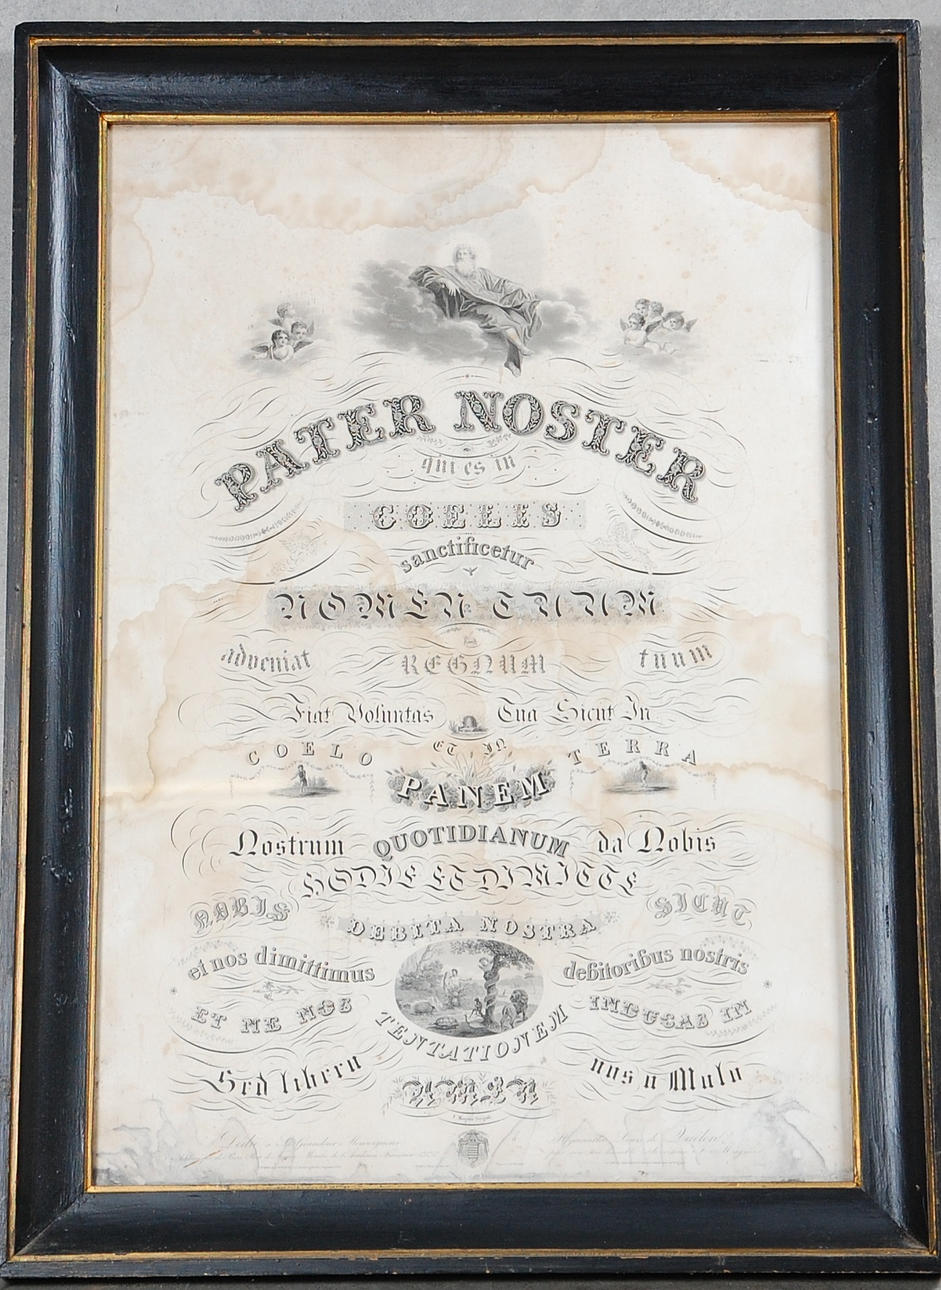 PATER NOSTER
qui es in
COELIS
sanctificetur
NOMEN TUUM
adveniat REGNUM tuum
Fiat Voluntas Tua Sicut In
COELO ET IN TERRA
PANEM
Nostrum QUOTIDIANUM da Nobis
HODIE ET DIMITTE
NOBIS DEBITA NOSTRA SICUT
et nos dimittimus debitoribus nostris
ET NE NOS INDUCAS IN
TENTATIONEM
Sed libera nos a Malo
AMEN